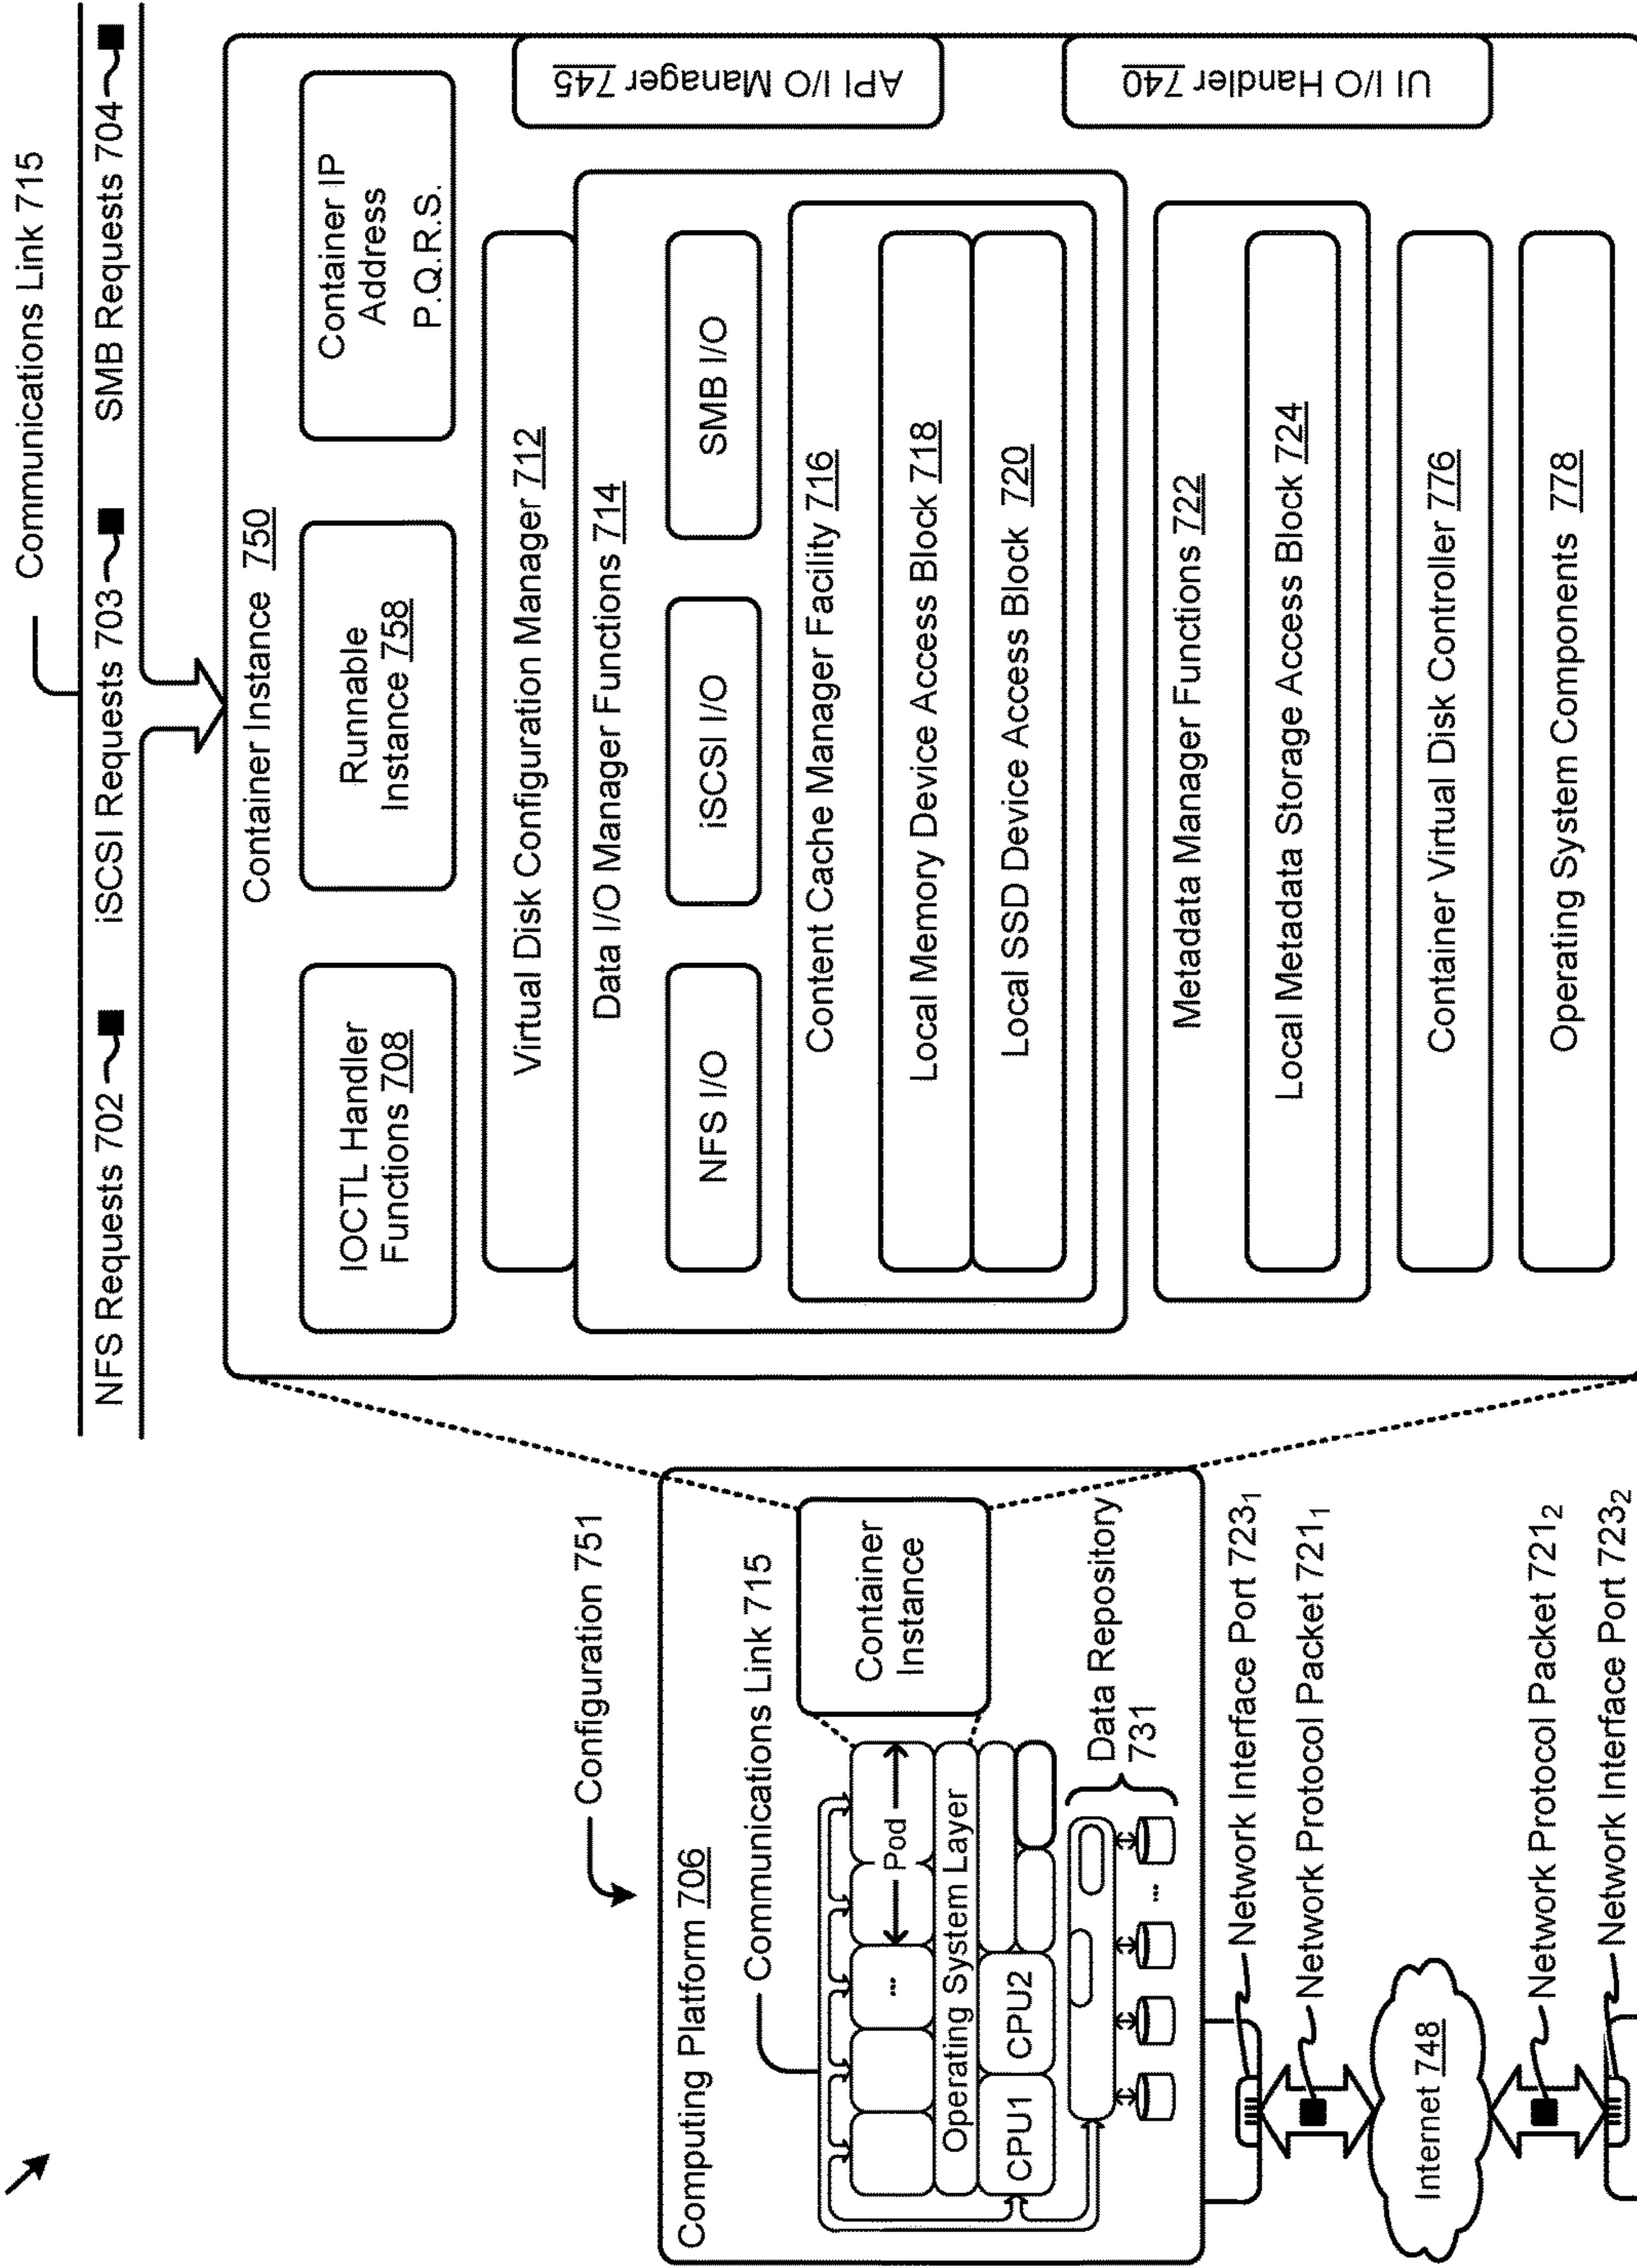 Communications Link 715
NFS Requests 702
iSCSI Requests 703
SMB Requests 704
Container Instance 750
IOCTL Handler
Functions 708
Runnable
Instance 758
Container IP
Address
P.Q.R.S.
Virtual Disk Configuration Manager 712
Data I/O Manager Functions 714
NFS I/O
iSCSI I/O
SMB I/O
Content Cache Manager Facility 716
Local Memory Device Access Block 718
Local SSD Device Access Block 720
Metadata Manager Functions 722
Local Metadata Storage Access Block 724
Container Virtual Disk Controller 776
Operating System Components 778
API I/O Manager 745
UI I/O Handler 740
Configuration 751
Computing Platform 706
Communications Link 715
Container
Instance
...
Pod
Operating System Layer
CPU1
CPU2
Data Repository
731
...
Network Interface Port 723₁
Network Protocol Packet 721₁
Internet 748
Network Protocol Packet 721₂
Network Interface Port 723₂